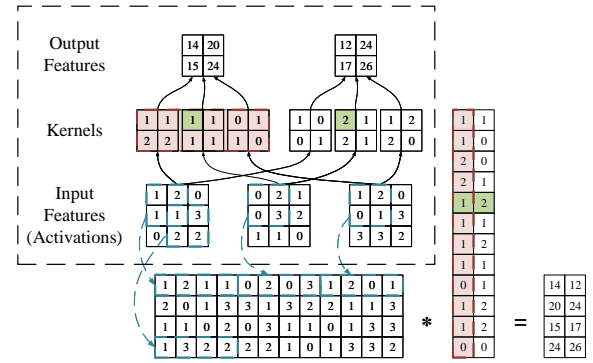 Output
Features
14 20
15 24
12 24
17 26
Kernels
1 1 1 1 0 1
2 2 1 1 1 0
1 0 2 1 1 2
0 1 2 1 2 0
Input
Features
(Activations)
1 2 0
1 1 3
0 2 2
0 2 1
0 3 2
1 1 0
1 2 0
0 1 3
3 3 2
1 2 1 1 0 2 0 3 1 2 0 1
2 0 1 3 3 1 3 2 2 1 1 3
1 1 0 2 0 3 1 1 0 1 3 3
1 3 2 2 2 2 1 0 1 3 3 2
*
1 1
1 0
2 0
2 1
1 2
1 1
1 2
1 1
0 1
1 2
1 2
0 0
=
14 12
20 24
15 17
24 26